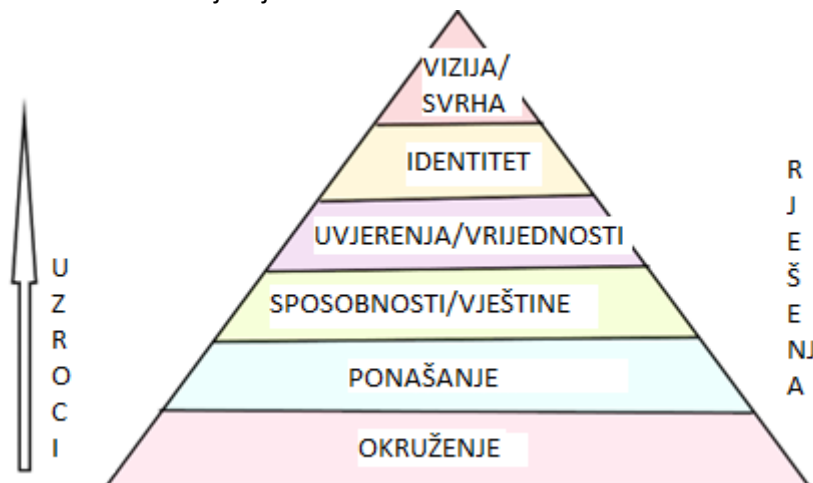 VIZIJA/
SVRHA
IDENTITET
UVJERENJA/VRIJEDNOSTI
SPOSOBNOSTI/VJEŠTINE
PONAŠANJE
OKRUŽENJE
U
Z
R
O
C
I
R
J
E
Š
E
NJ
A